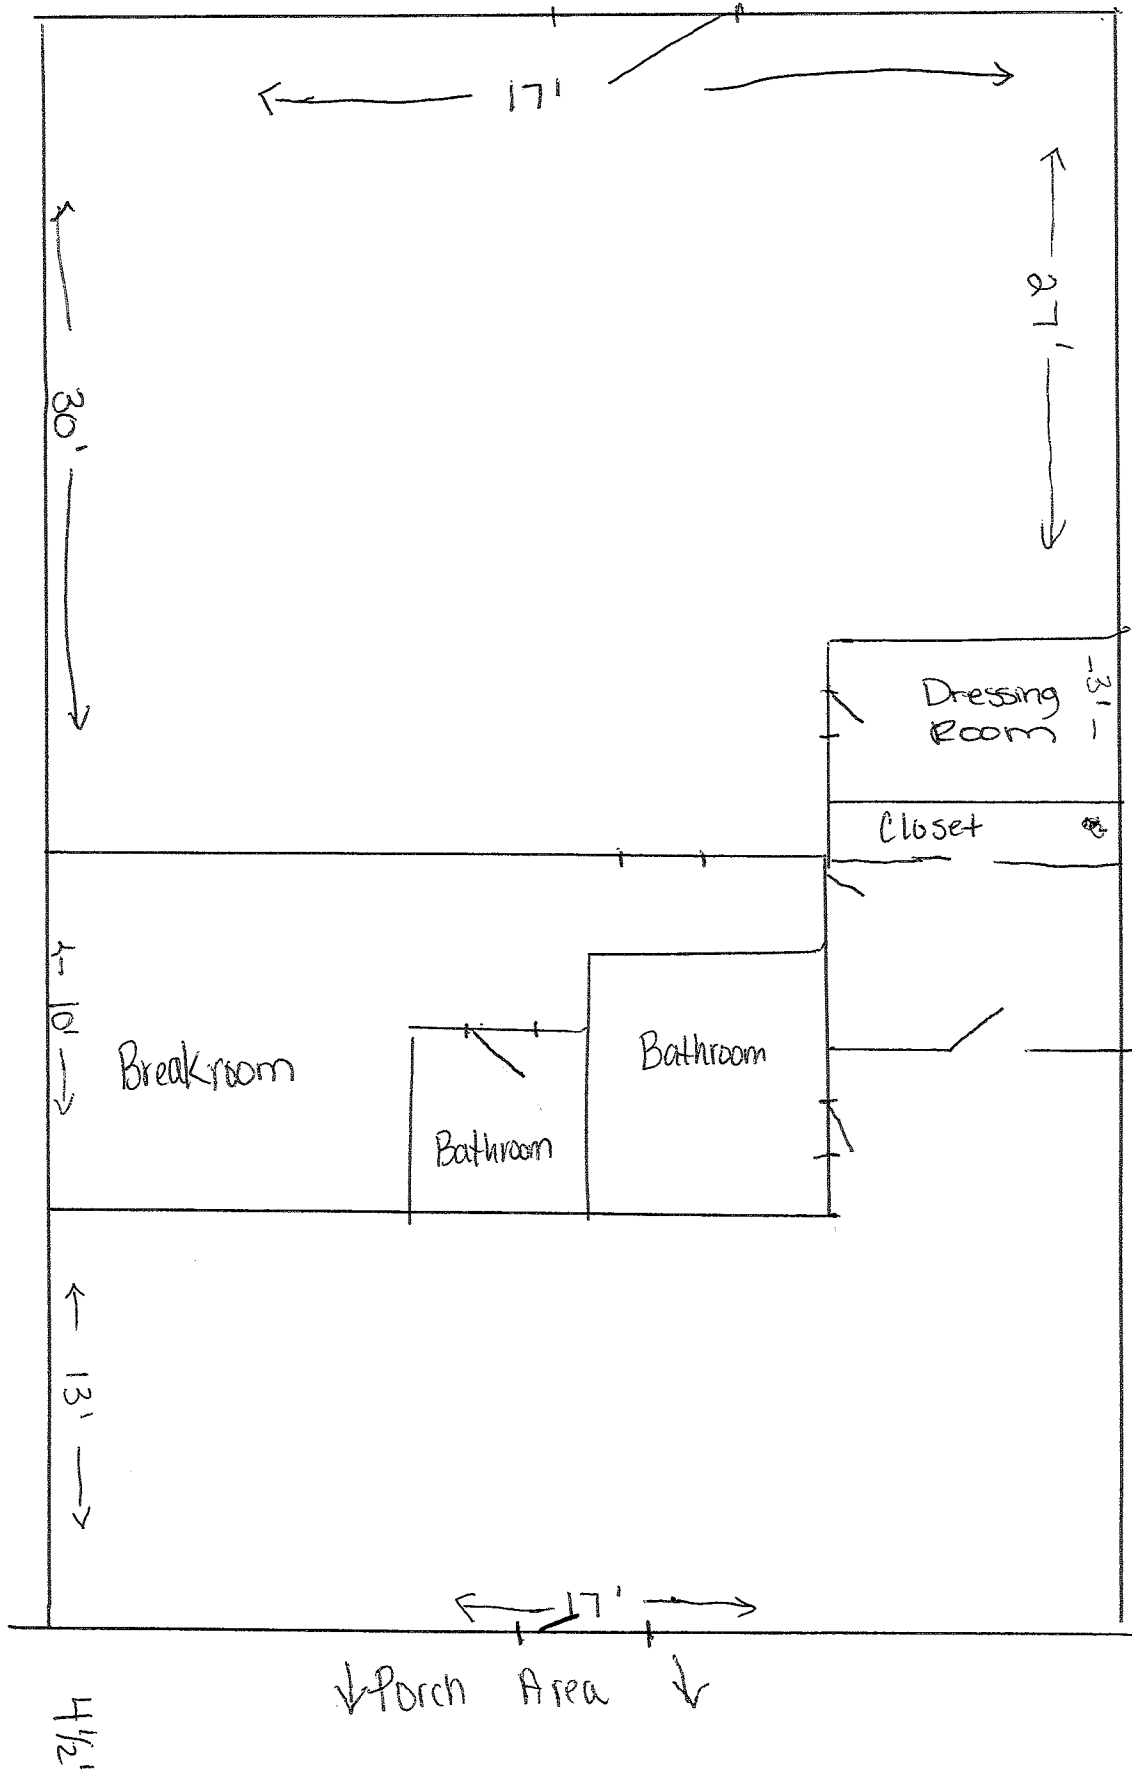 17'
27'
30'
Dressing
Room
-3'-
Closet
10'
Breakroom
Bathroom
Bathroom
13'
17'
Porch Area
4½'